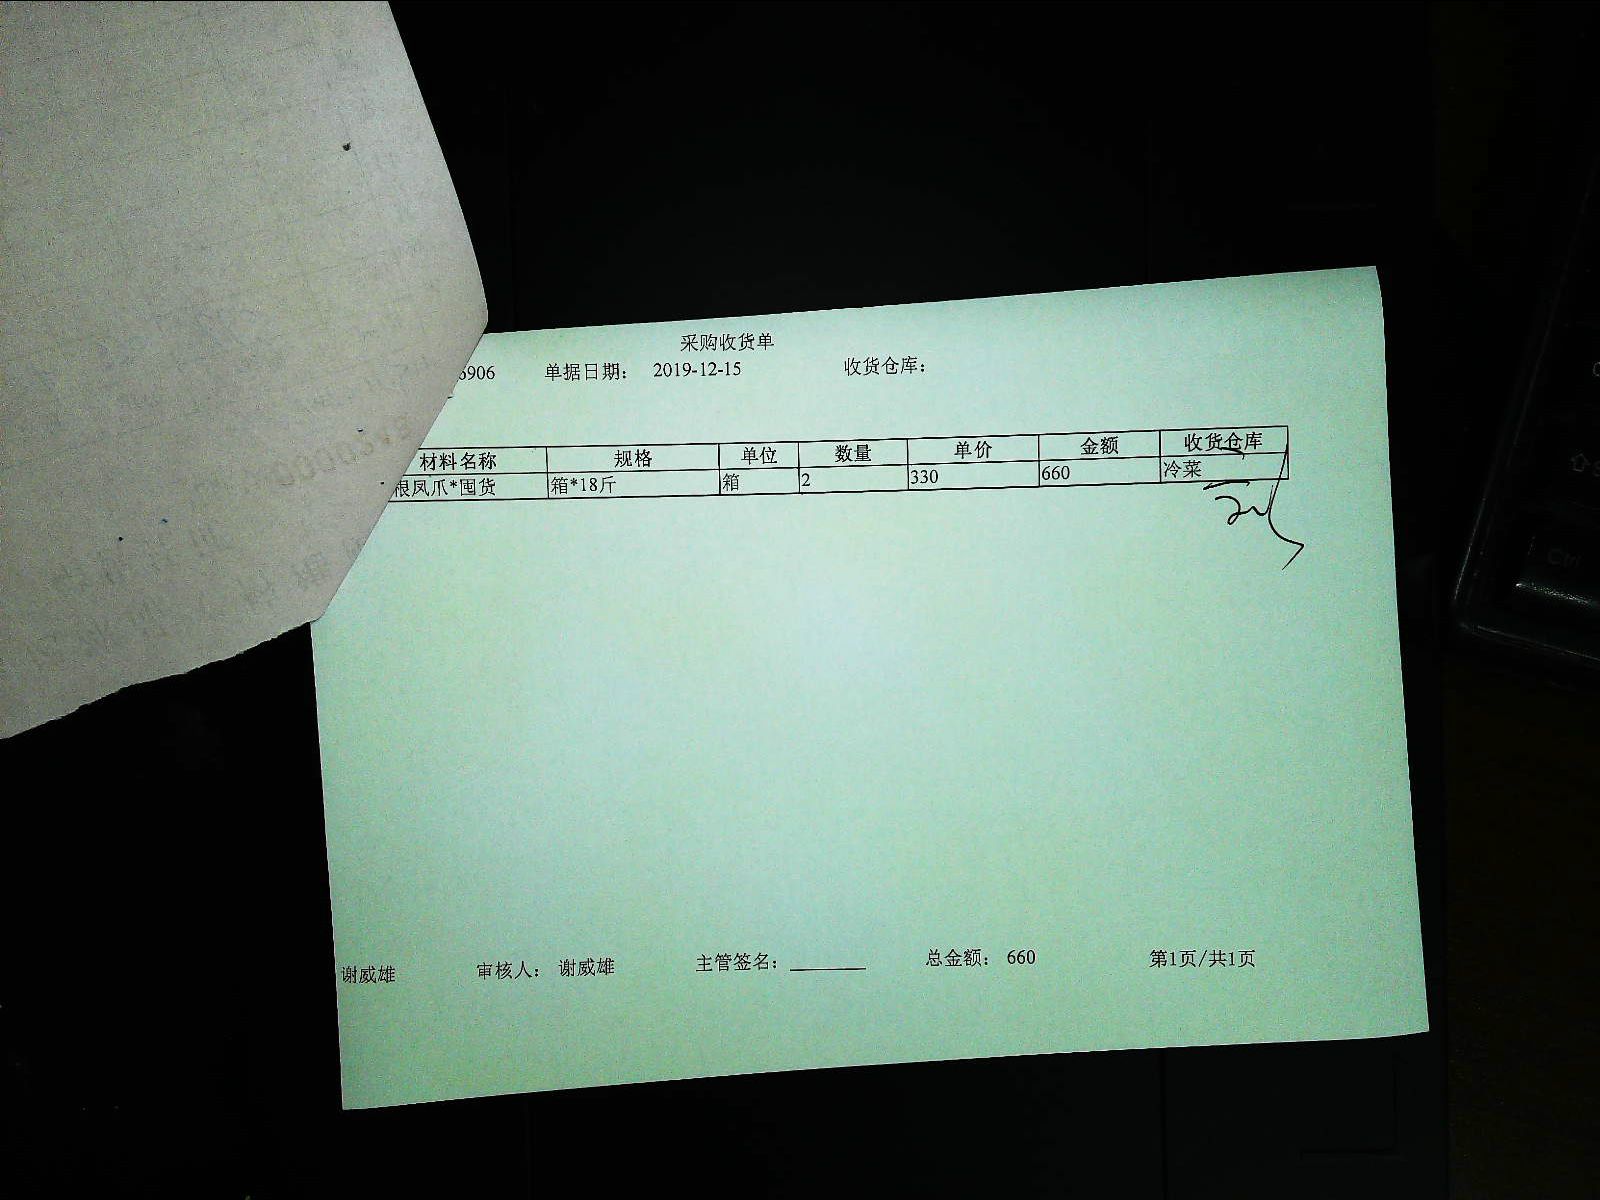 采购收货单
6906 单据日期： 2019-12-15 收货仓库：
材料名称 规格 单位 数量 单价 金额 收货仓库
根凤爪*囤货 箱*18斤 箱 2 330 660 冷菜
谢威雄 审核人： 谢威雄 主管签名： 总金额： 660 第1页/共1页
Ctrl